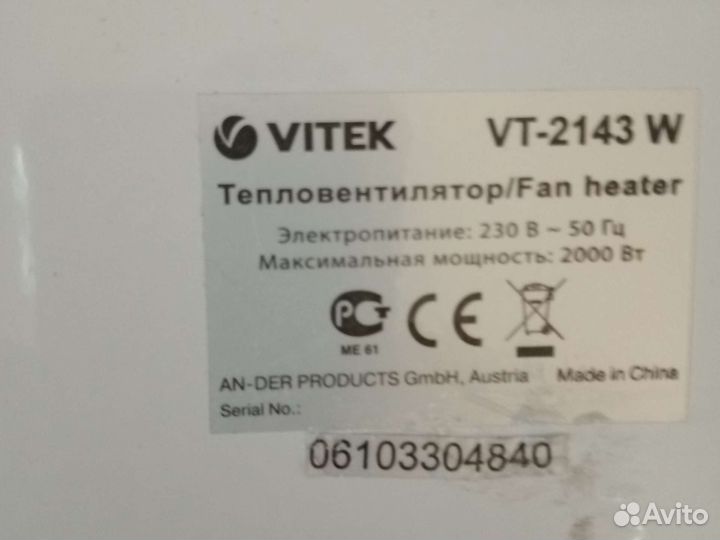 VITEK VT-2143 W
Тепловентилятор/Fan heater
Электропитание: 230 В ~ 50 Гц
Максимальная мощность: 2000 Вт
РСТ CE
ME 61
AN-DER PRODUCTS GmbH, Austria Made in China
Serial No.:
06103304840
Avito